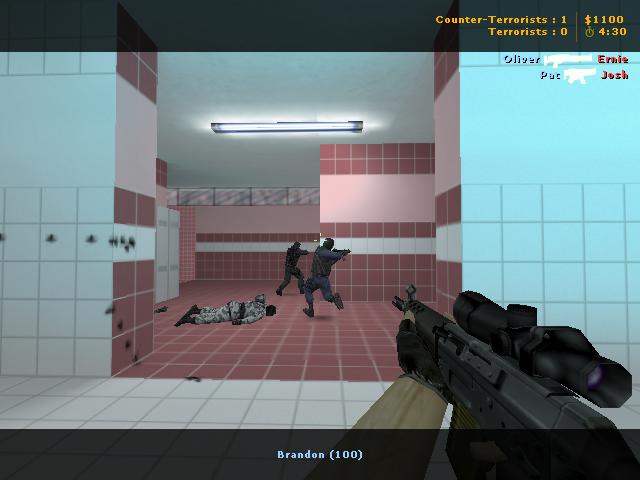 Counter-Terrorists : 1 $1100
Terrorists : 0 4:30
Oliver Ernie
Pat Josh
Brandon (100)